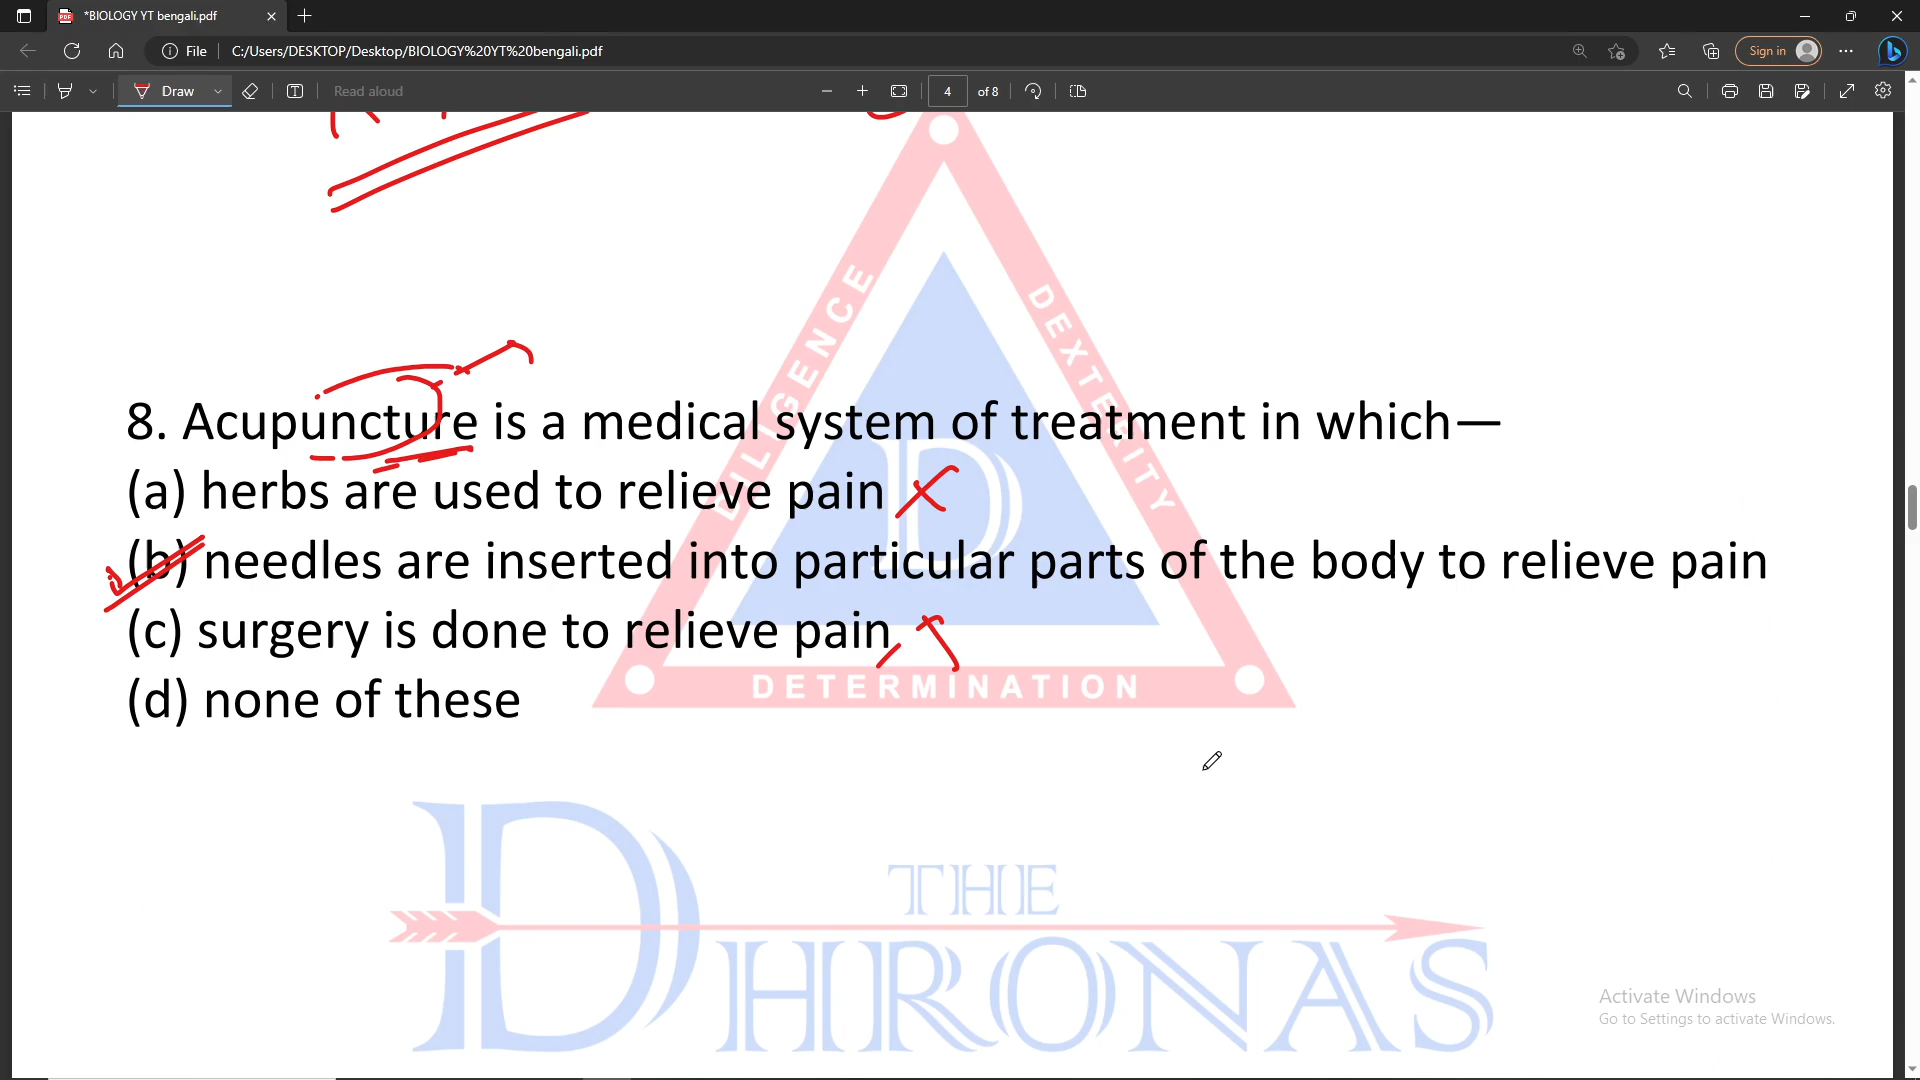 *BIOLOGY YT bengali.pdf
File
C:/Users/DESKTOP/Desktop/BIOLOGY%20YT%20bengali.pdf
Sign in
Draw
Read aloud
4 of 8
8. Acupuncture is a medical system of treatment in which—
(a) herbs are used to relieve pain
(b) needles are inserted into particular parts of the body to relieve pain
(c) surgery is done to relieve pain
(d) none of these
DILIGENCE
DEXTERITY
D
DETERMINATION
THE
DHRONAS
Activate Windows
Go to Settings to activate Windows.